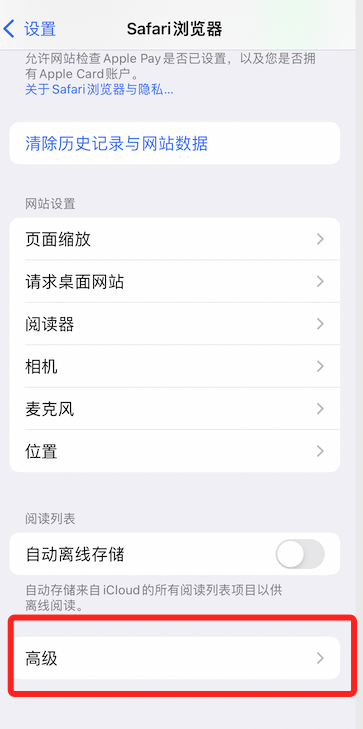 设置
Safari浏览器
允许网站检查Apple Pay是否已设置，以及您是否拥
有Apple Card账户。
关于Safari浏览器与隐私...
清除历史记录与网站数据
网站设置
页面缩放
请求桌面网站
阅读器
相机
麦克风
位置
阅读列表
自动离线存储
自动存储来自iCloud的所有阅读列表项目以供
离线阅读。
高级